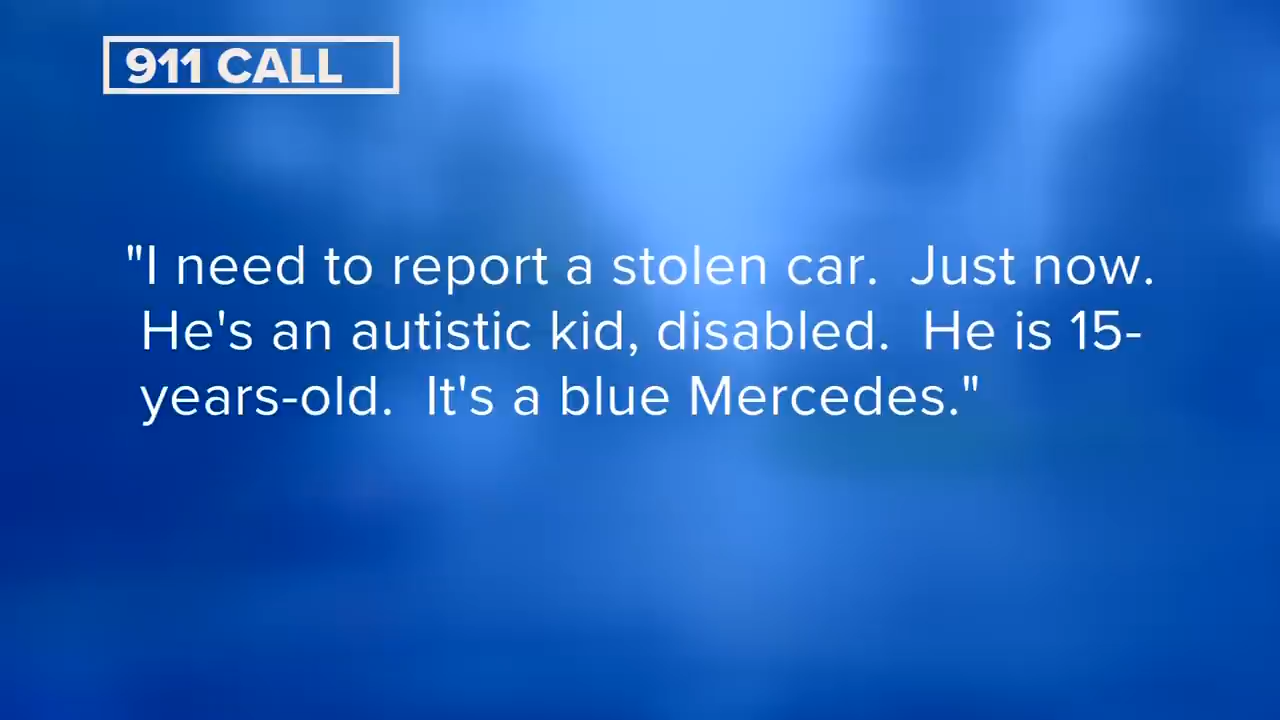 911 CALL
"I need to report a stolen car.  Just now.
He's an autistic kid, disabled.  He is 15-
years-old.  It's a blue Mercedes."